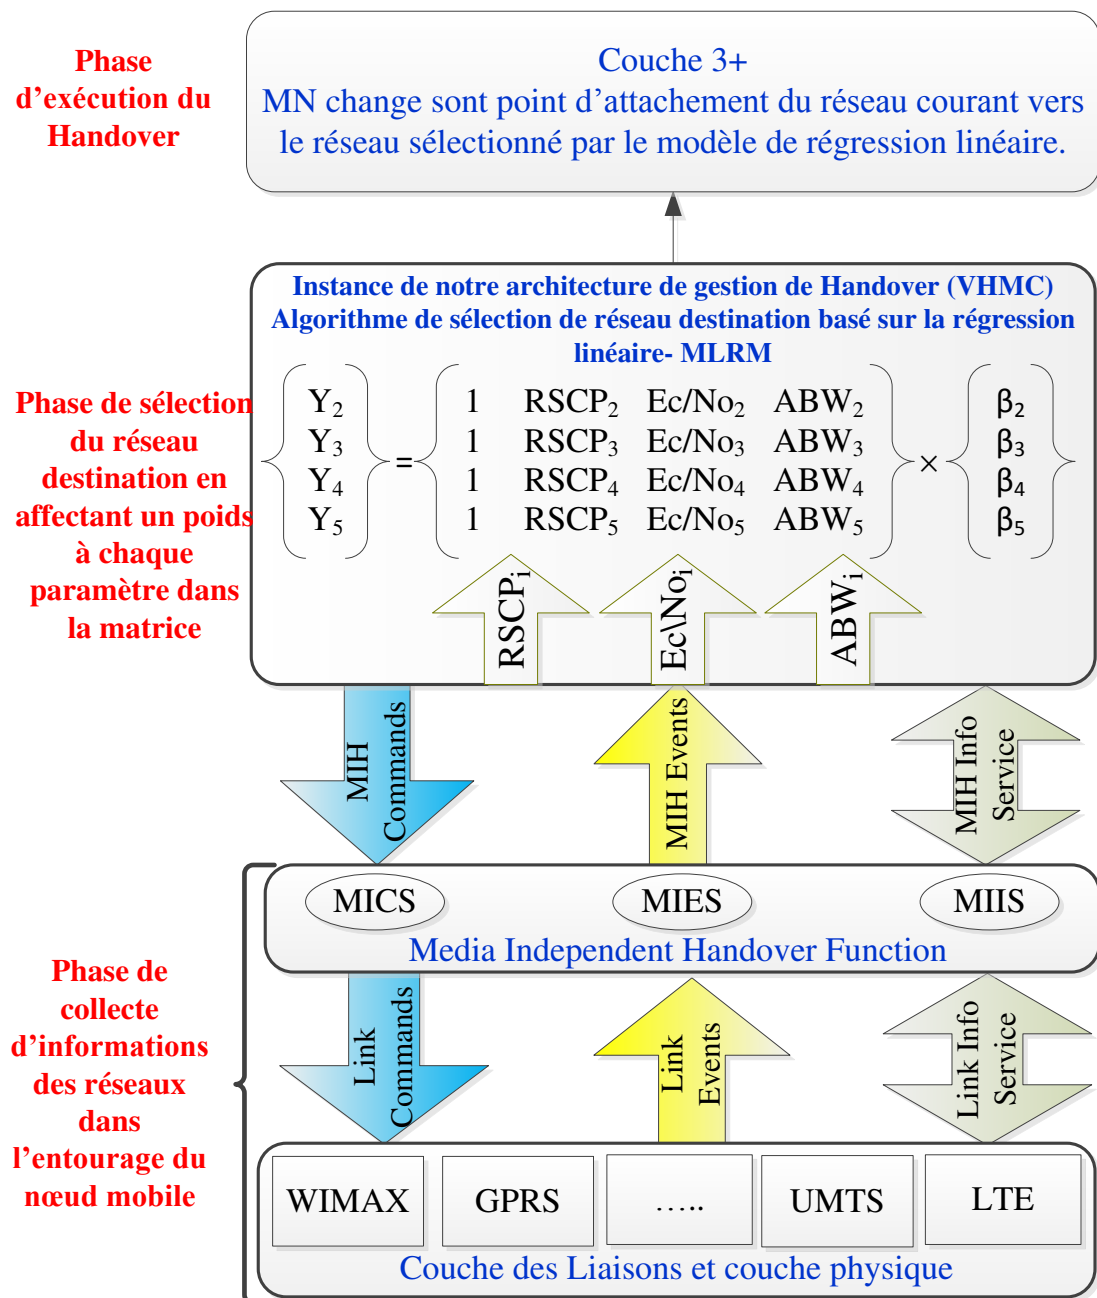 Phase
d’exécution du
Handover
Couche 3+
MN change sont point d’attachement du réseau courant vers
le réseau sélectionné par le modèle de régression linéaire.
Instance de notre architecture de gestion de Handover (VHMC)
Algorithme de sélection de réseau destination basé sur la régression
linéaire- MLRM
Phase de sélection
du réseau
destination en
affectant un poids
à chaque
paramètre dans
la matrice
Y₂ 1 RSCP₂ Ec/No₂ ABW₂ β₂
Y₃ 1 RSCP₃ Ec/No₃ ABW₃ β₃
=
×
Y₄ 1 RSCP₄ Ec/No₄ ABW₄ β₄
Y₅ 1 RSCP₅ Ec/No₅ ABW₅ β₅
RSCPᵢ
Ec\Noᵢ
ABWᵢ
MIH
Commands
MIH Events
MIH Info
Service
MICS
MIES
MIIS
Media Independent Handover Function
Phase de
collecte
d’informations
des réseaux
dans
l’entourage du
nœud mobile
Link
Commands
Link
Events
Link Info
Service
WIMAX
GPRS
…..
UMTS
LTE
Couche des Liaisons et couche physique